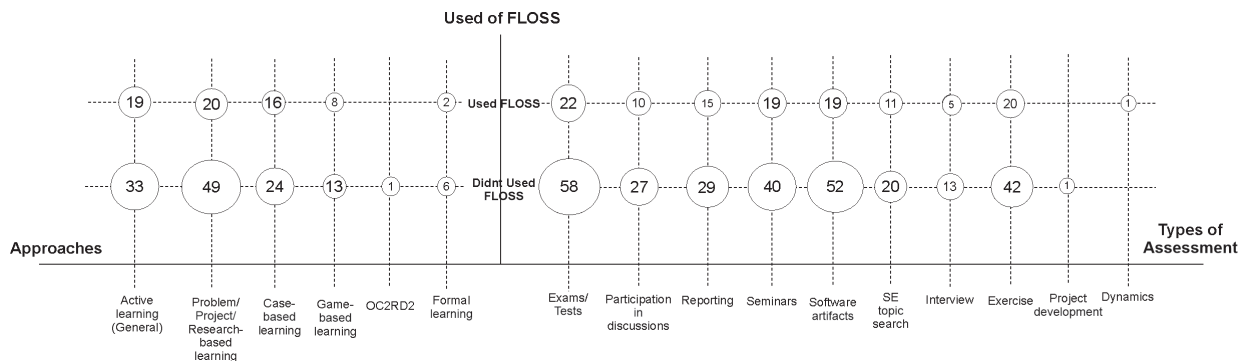 Used of FLOSS
19
20
16
8
2
Used FLOSS
22
10
15
19
19
11
5
20
1
33
49
24
13
1
6
Didnt Used
FLOSS
58
27
29
40
52
20
13
42
1
Approaches
Types of
Assessment
Active
learning
(General)
Problem/
Project/
Research-
based
learning
Case-
based
learning
Game-
based
learning
OC2RD2
Formal
learning
Exams/
Tests
Participation
in
discussions
Reporting
Seminars
Software
artifacts
SE
topic
search
Interview
Exercise
Project
development
Dynamics